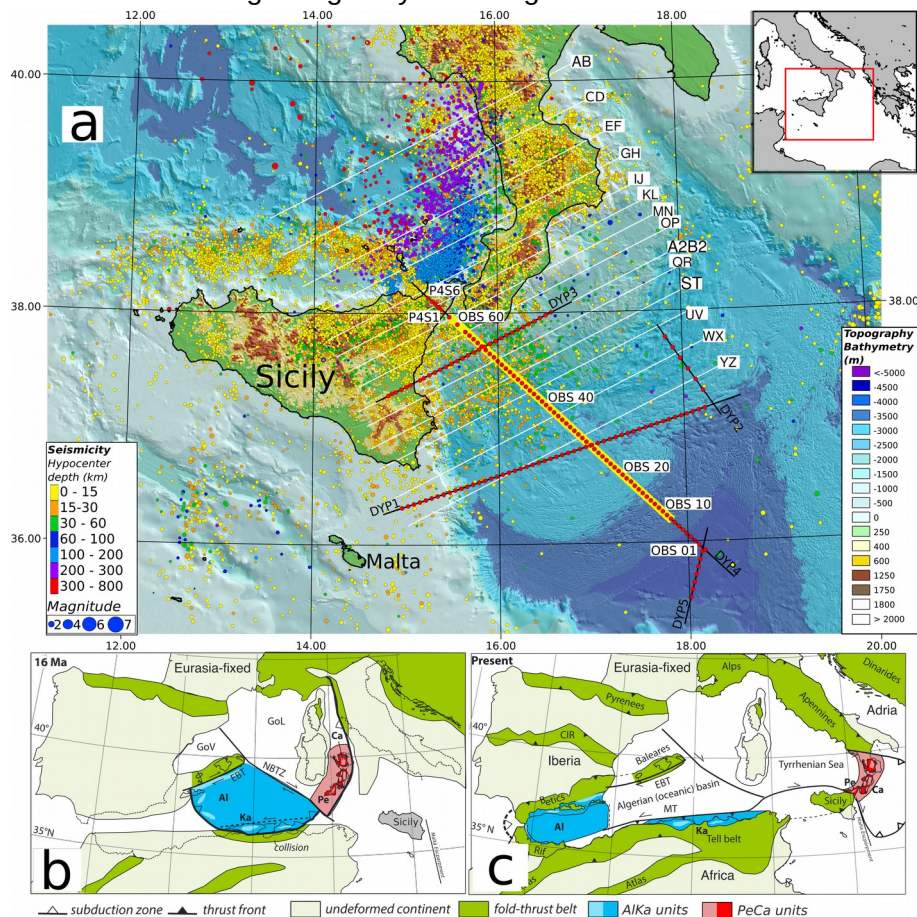 12.00 14.00 16.00 18.00
40.00
38.00
36.00
a
AB
CD
EF
GH
IJ
KL
MN
OP
A2B2
QR
ST
UV
WX
YZ
P4S6
P4S1
OBS 60
DYP3
38.00
Sicily
OBS 40
DYP2
OBS 20
DYP1
OBS 10
OBS 01
DYP4
DYP5
Malta
Seismicity
Hypocenter
depth (km)
0 - 15
15-30
30 - 60
60 - 100
100 - 200
200 - 300
300 - 800
Magnitude
2 4 6 7
Topography
Bathymetry
(m)
<-5000
-4500
-4000
-3500
-3000
-2500
-2000
-1500
-1000
-500
0
250
400
600
1250
1750
1800
> 2000
12.00 14.00 16.00 18.00 20.00
16 Ma
Eurasia-fixed
GoL
GoV
NBTZ
EBT
Ca
Pe
Al
Ka
40°
35°N
collision
Sicily
Malta Escarpment
b
Present
Eurasia-fixed
Alps
Dinarides
Pyrenees
Apennines
Adria
40°
CIR
Iberia
Baleares
EBT
Tyrrhenian Sea
Pe
Ca
Betics
Algerian (oceanic) basin
MT
Al
Ka
Sicily
35° N
Rif
Tell belt
Atlas
Africa
Malta Escarpment
c
subduction zone thrust front undeformed continent fold-thrust belt AlKa units PeCa units